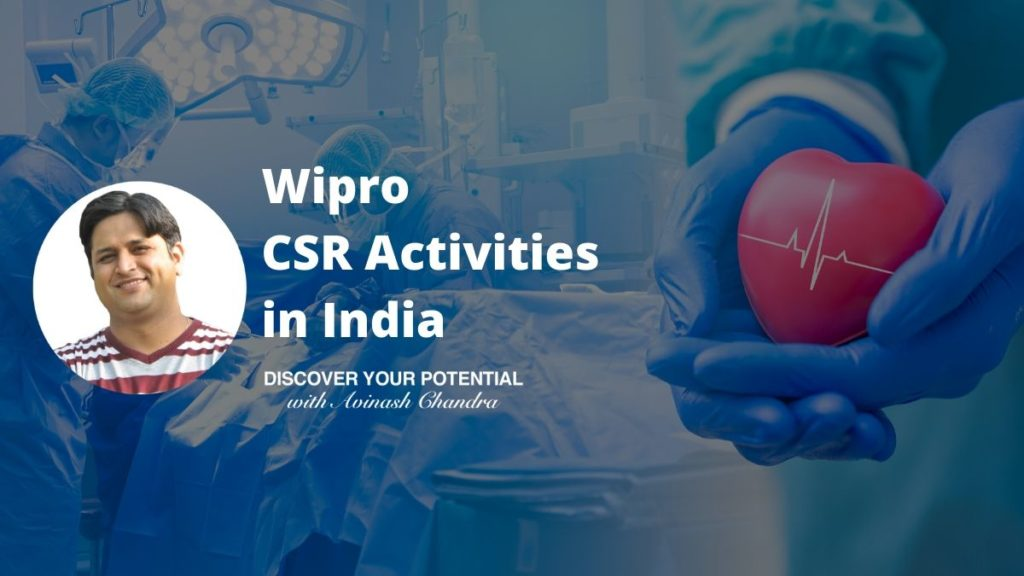 Wipro
CSR Activities
in India
DISCOVER YOUR POTENTIAL
with Avinash Chandra